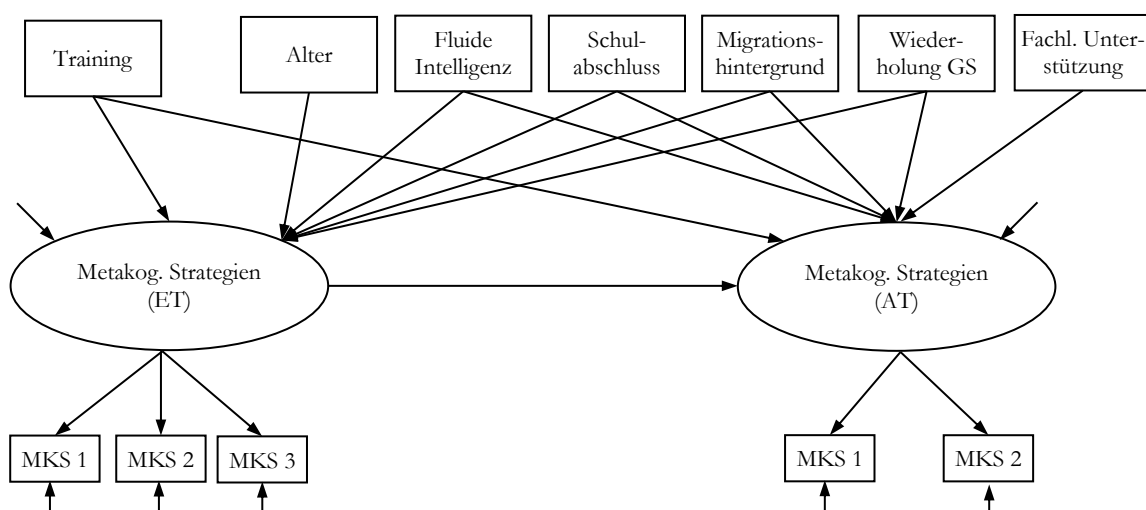 Training
Alter
Fluide
Intelligenz
Schul-
abschluss
Migrations-
hintergrund
Wieder-
holung GS
Fachl. Unter-
stützung
Metakog. Strategien
(ET)
Metakog. Strategien
(AT)
MKS 1
MKS 2
MKS 3
MKS 1
MKS 2